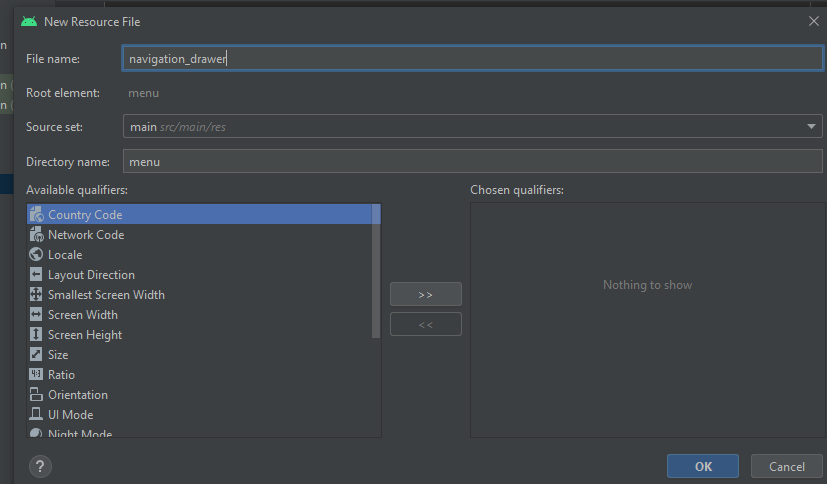 New Resource File
n
File name:
navigation_drawer
Root element:
menu
n (
n (
Source set:
main src/main/res
Directory name:
menu
Available qualifiers:
Chosen qualifiers:
Country Code
Network Code
Locale
Layout Direction
Smallest Screen Width
Screen Width
Screen Height
Size
4:3 Ratio
Orientation
UI Mode
Night Mode
>>
<<
Nothing to show
?
OK
Cancel